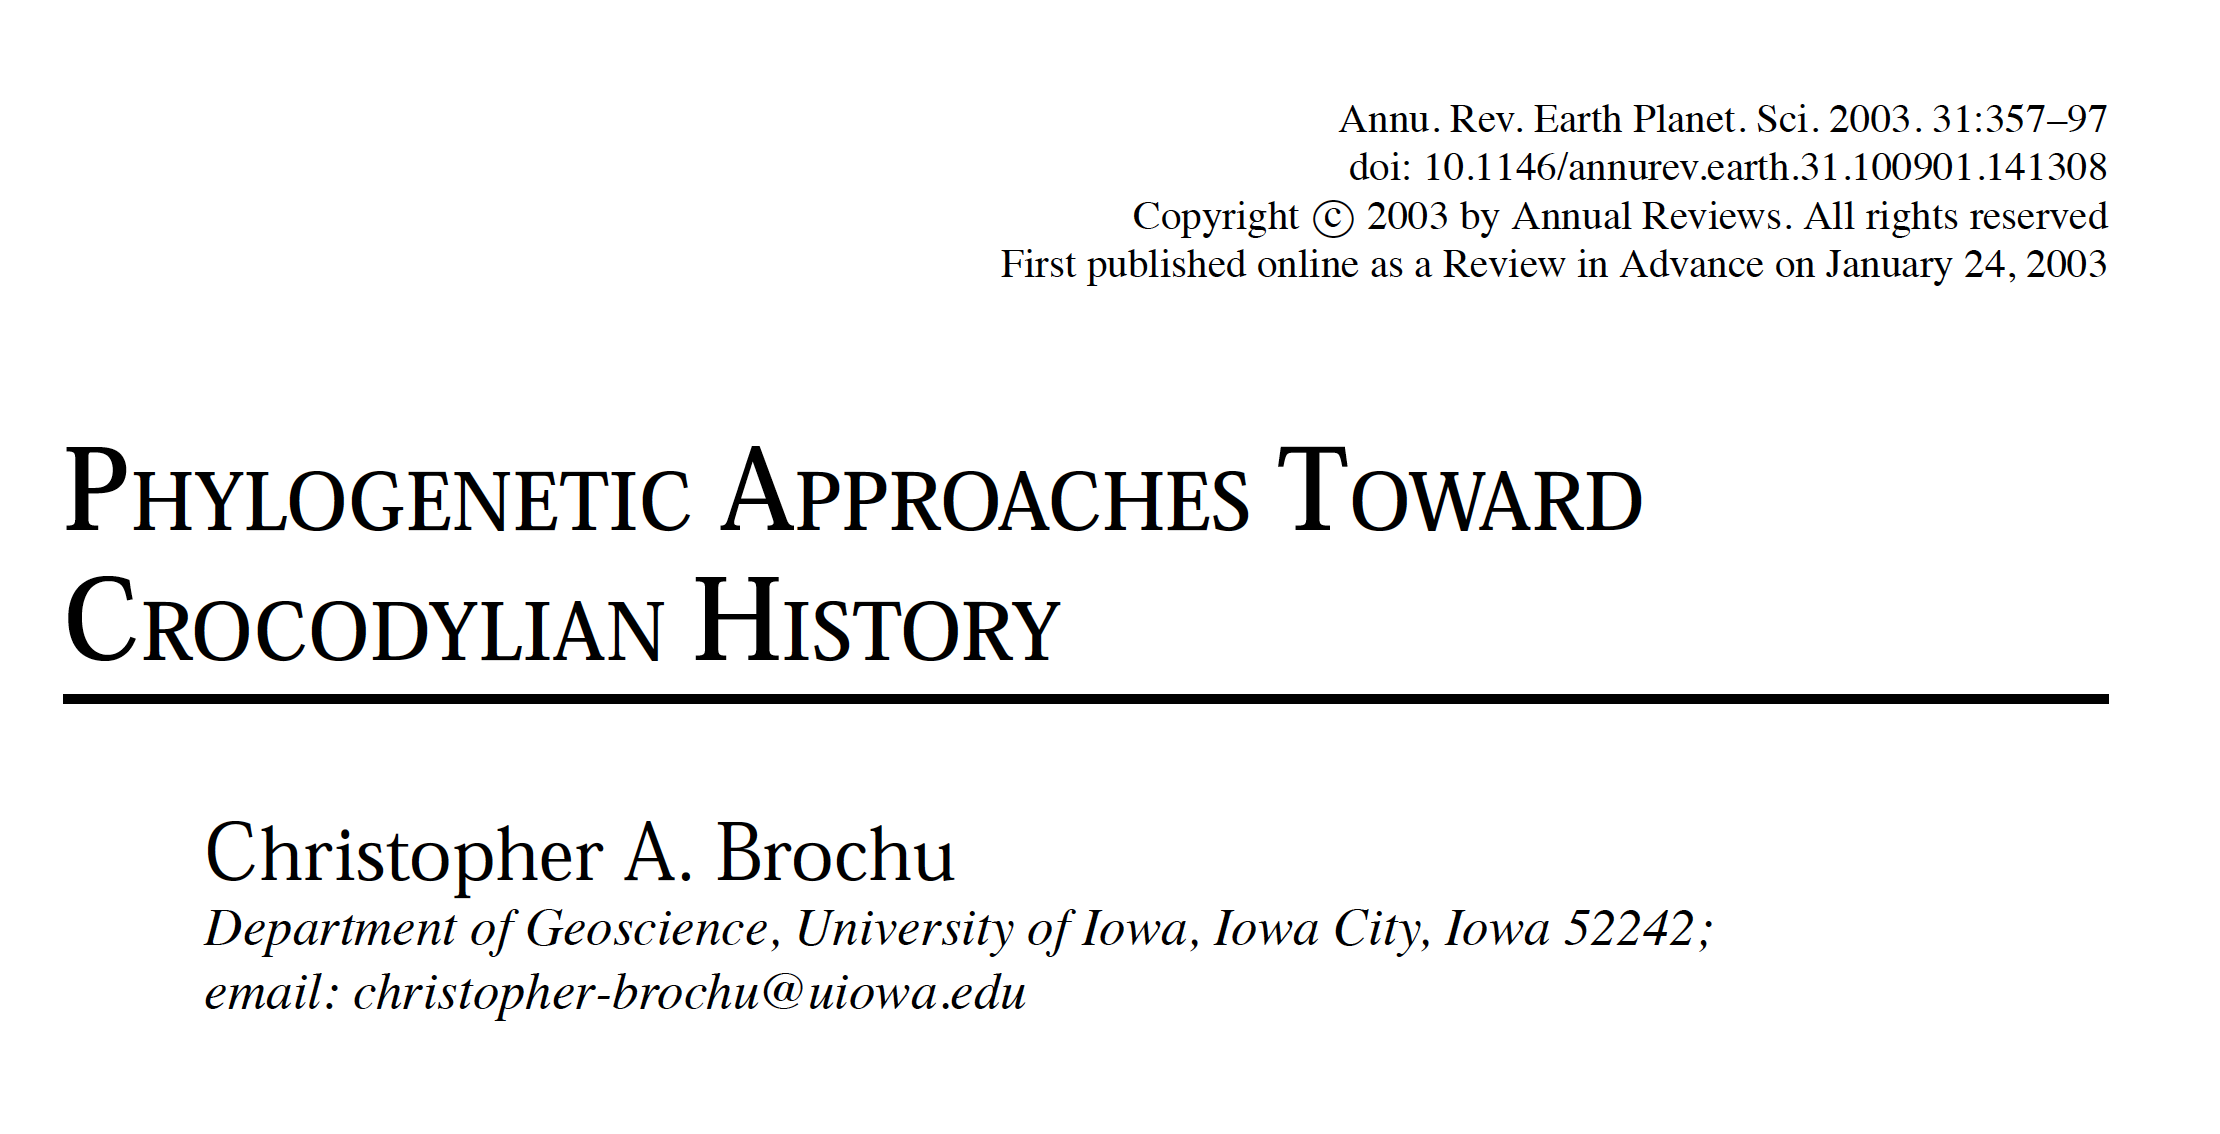 Annu. Rev. Earth Planet. Sci. 2003. 31:357–97
doi: 10.1146/annurev.earth.31.100901.141308
Copyright © 2003 by Annual Reviews. All rights reserved
First published online as a Review in Advance on January 24, 2003
PHYLOGENETIC APPROACHES TOWARD
CROCODYLIAN HISTORY
Christopher A. Brochu
Department of Geoscience, University of Iowa, Iowa City, Iowa 52242;
email: christopher-brochu@uiowa.edu